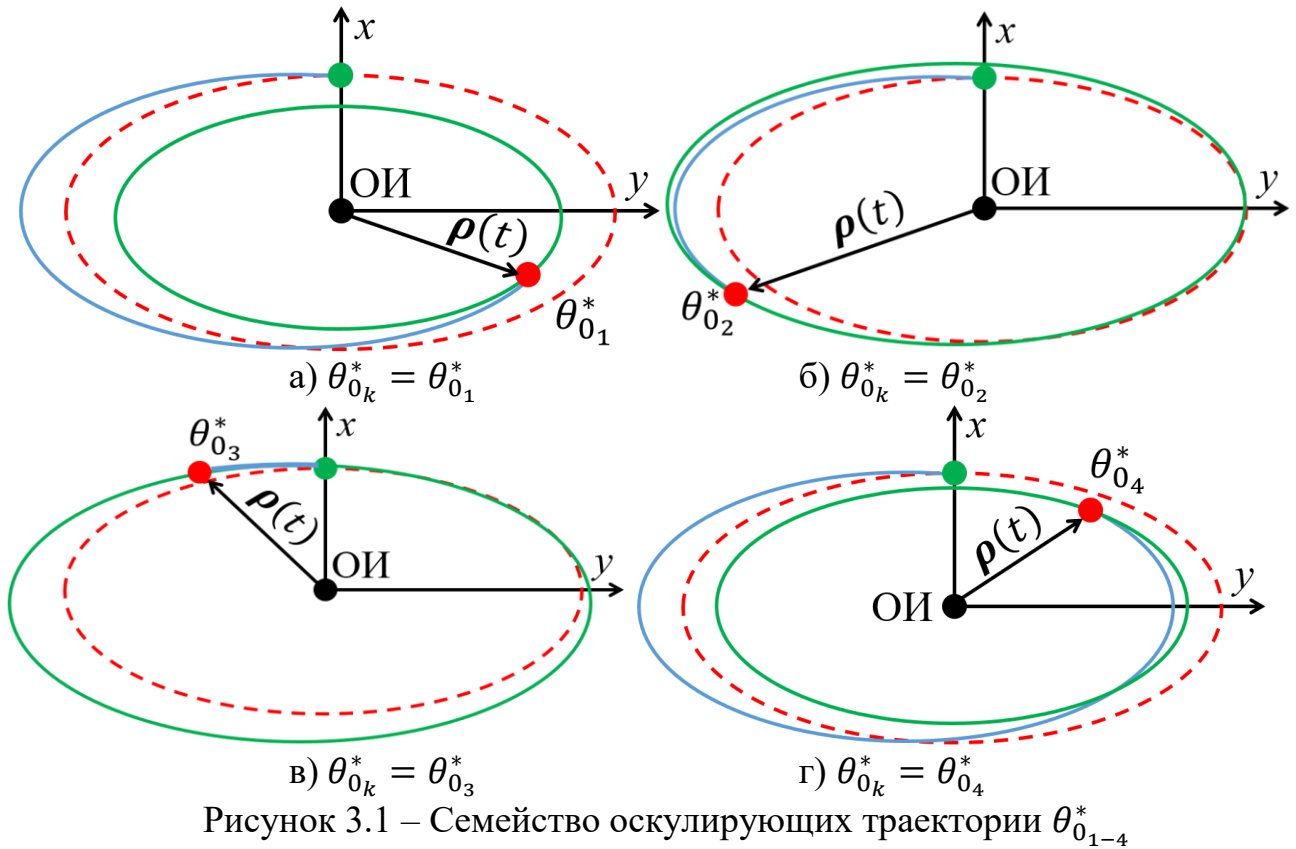 x
ОИ
y
ρ(t)
θ*₀₁
а) θ*₀ₖ = θ*₀₁
x
ОИ
y
ρ(t)
θ*₀₂
б) θ*₀ₖ = θ*₀₂
θ*₀₃
x
ρ(t)
ОИ
y
в) θ*₀ₖ = θ*₀₃
x
θ*₀₄
ρ(t)
ОИ
y
г) θ*₀ₖ = θ*₀₄
Рисунок 3.1 – Семейство оскулирующих траектории θ*₀₁₋₄